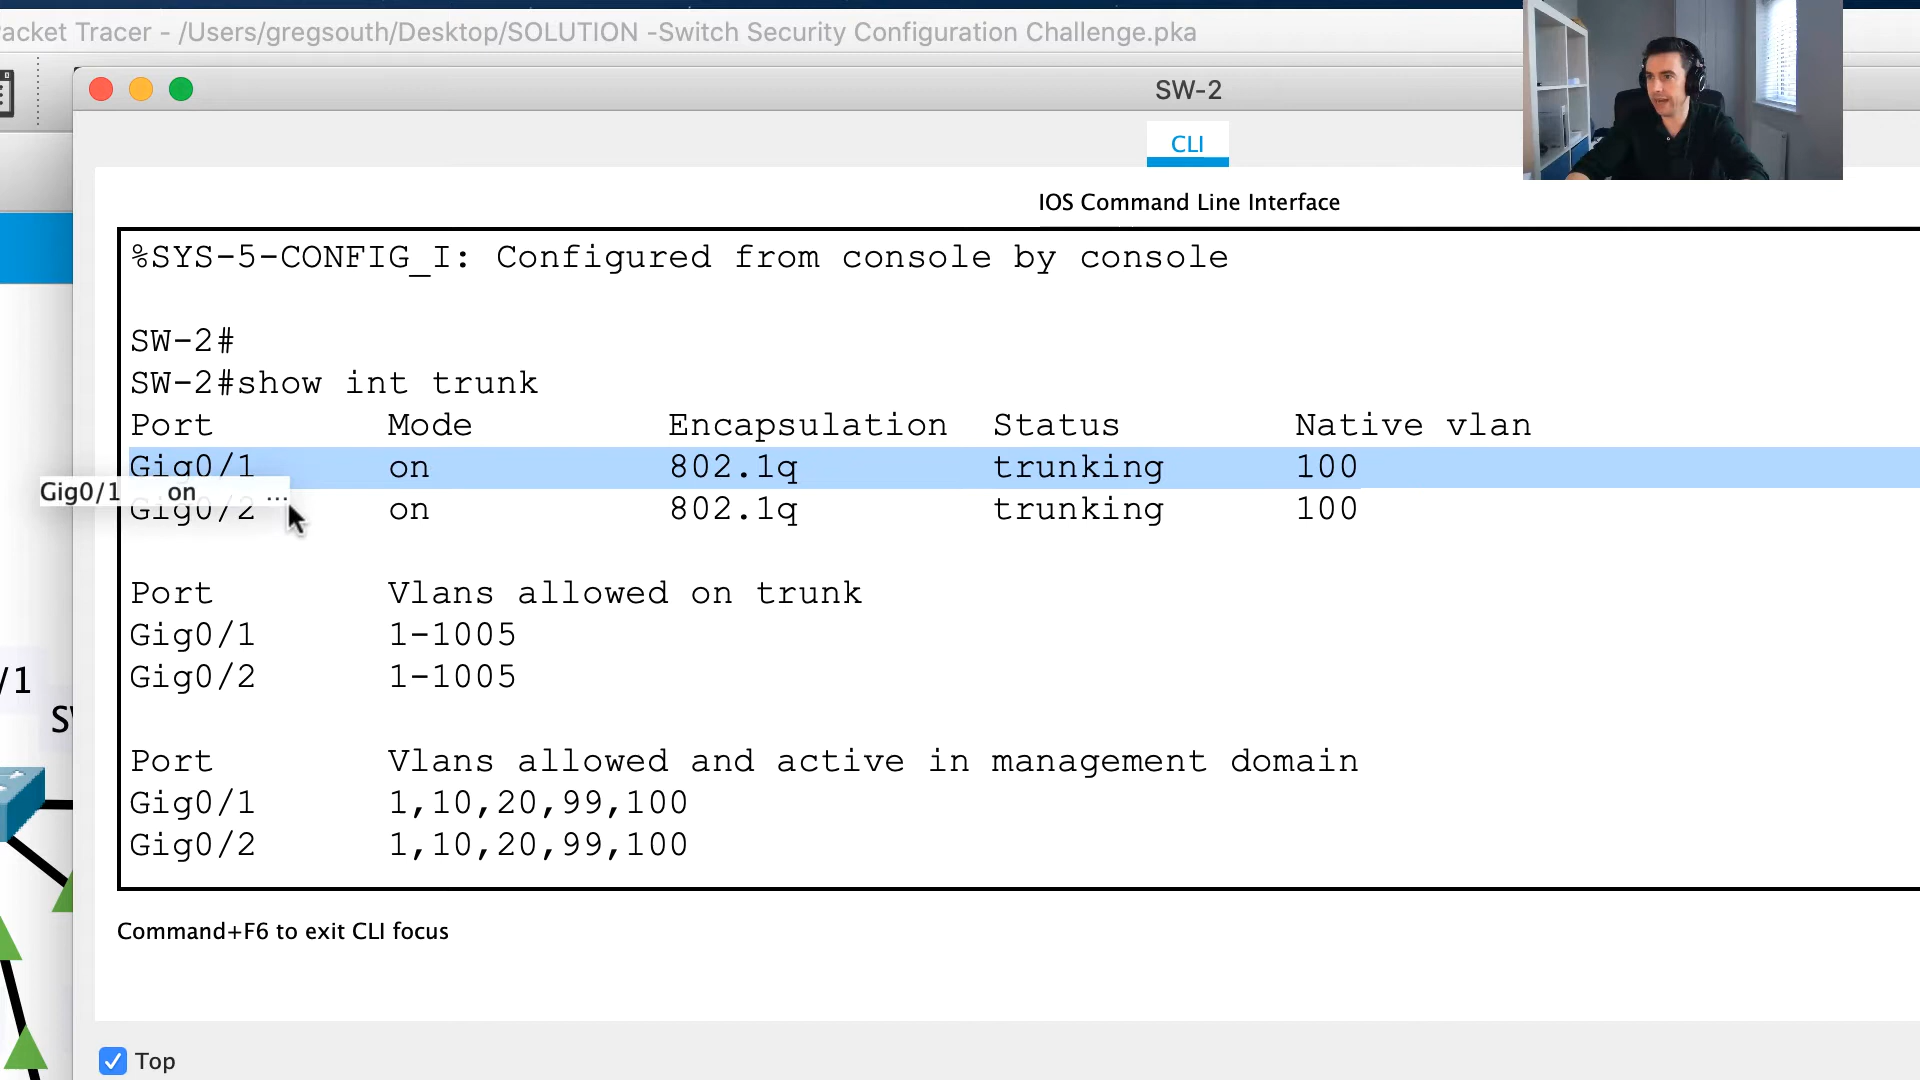 acket Tracer - /Users/gregsouth/Desktop/SOLUTION -Switch Security Configuration Challenge.pka
SW-2
CLI
IOS Command Line Interface
%SYS-5-CONFIG_I: Configured from console by console
SW-2#
SW-2#show int trunk
Port Mode Encapsulation Status Native vlan
Gig0/1 on 802.1q trunking 100
Gig0/1 on ...
Gig0/2 on 802.1q trunking 100
Port Vlans allowed on trunk
Gig0/1 1-1005
Gig0/2 1-1005
Port Vlans allowed and active in management domain
Gig0/1 1,10,20,99,100
Gig0/2 1,10,20,99,100
/1
Command+F6 to exit CLI focus
Top